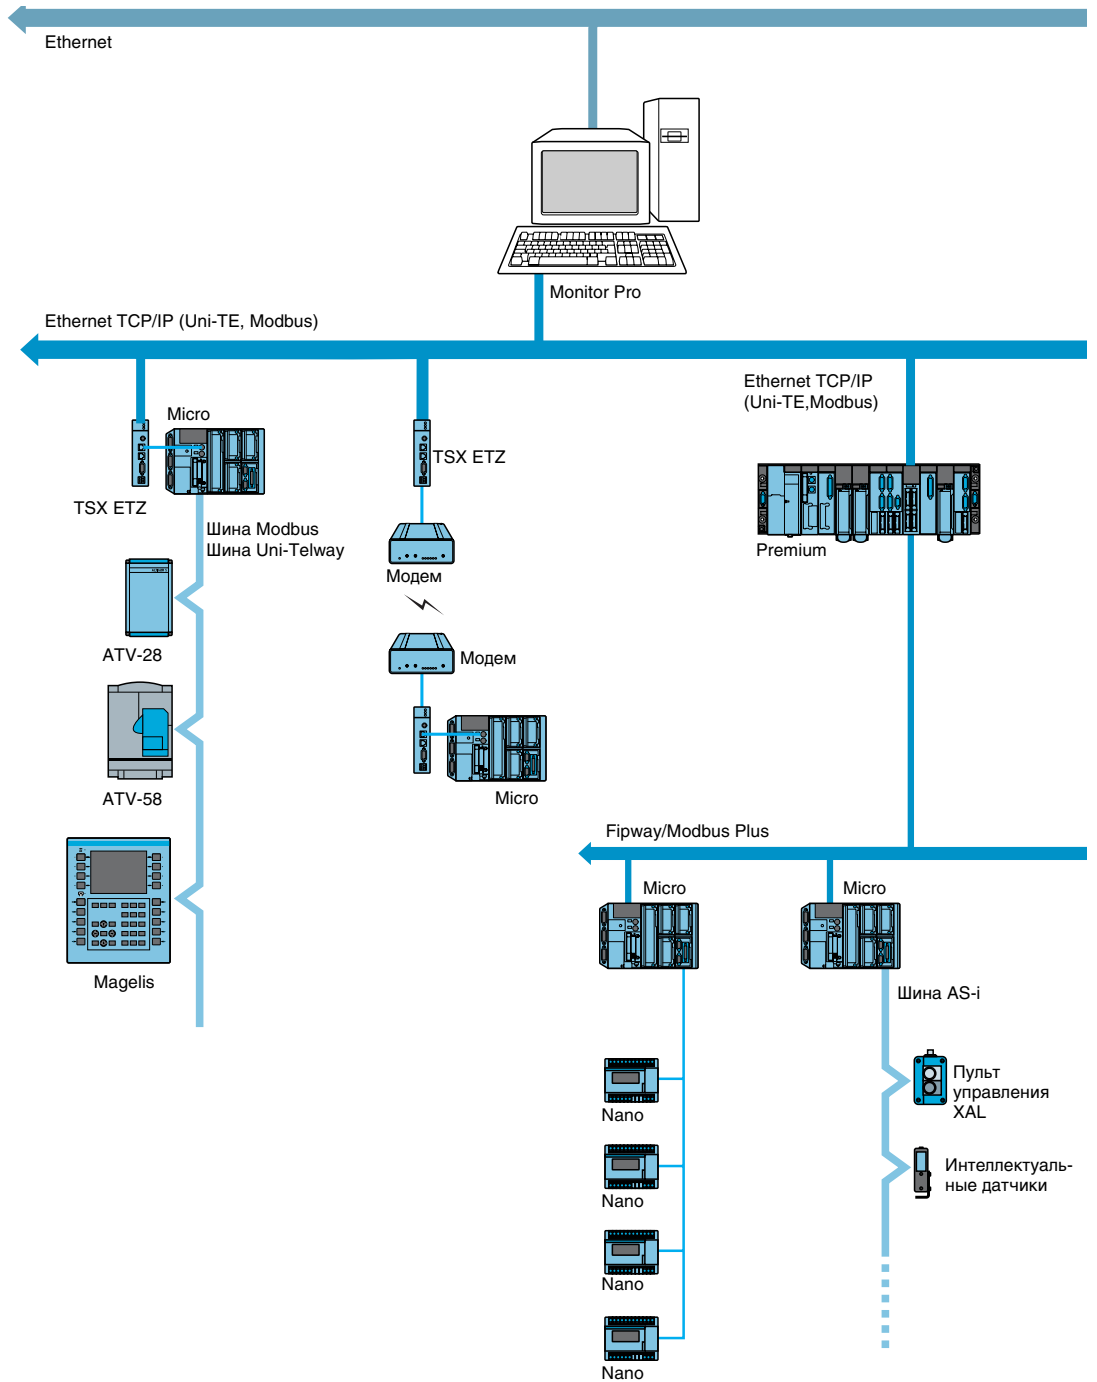 Ethernet
Monitor Pro
Ethernet TCP/IP (Uni-TE, Modbus)
Ethernet TCP/IP
(Uni-TE,Modbus)
Micro
TSX ETZ
TSX ETZ
Шина Modbus
Шина Uni-Telway
Premium
Модем
ATV-28
Модем
ATV-58
Micro
Fipway/Modbus Plus
Micro
Micro
Magelis
Шина AS-i
Пульт
управления
XAL
Nano
Интеллектуаль-
ные датчики
Nano
Nano
Nano